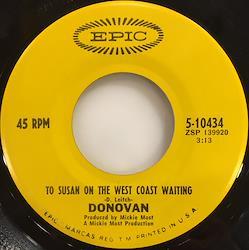 EPIC
45 RPM
5-10434
ZSP 139920
3:13
TO SUSAN ON THE WEST COAST WAITING
-D. Leitch-
DONOVAN
Produced by Mickie Most
A Mickie Most Production
EPIC, MARCAS REG. T.M. PRINTED IN U.S.A.